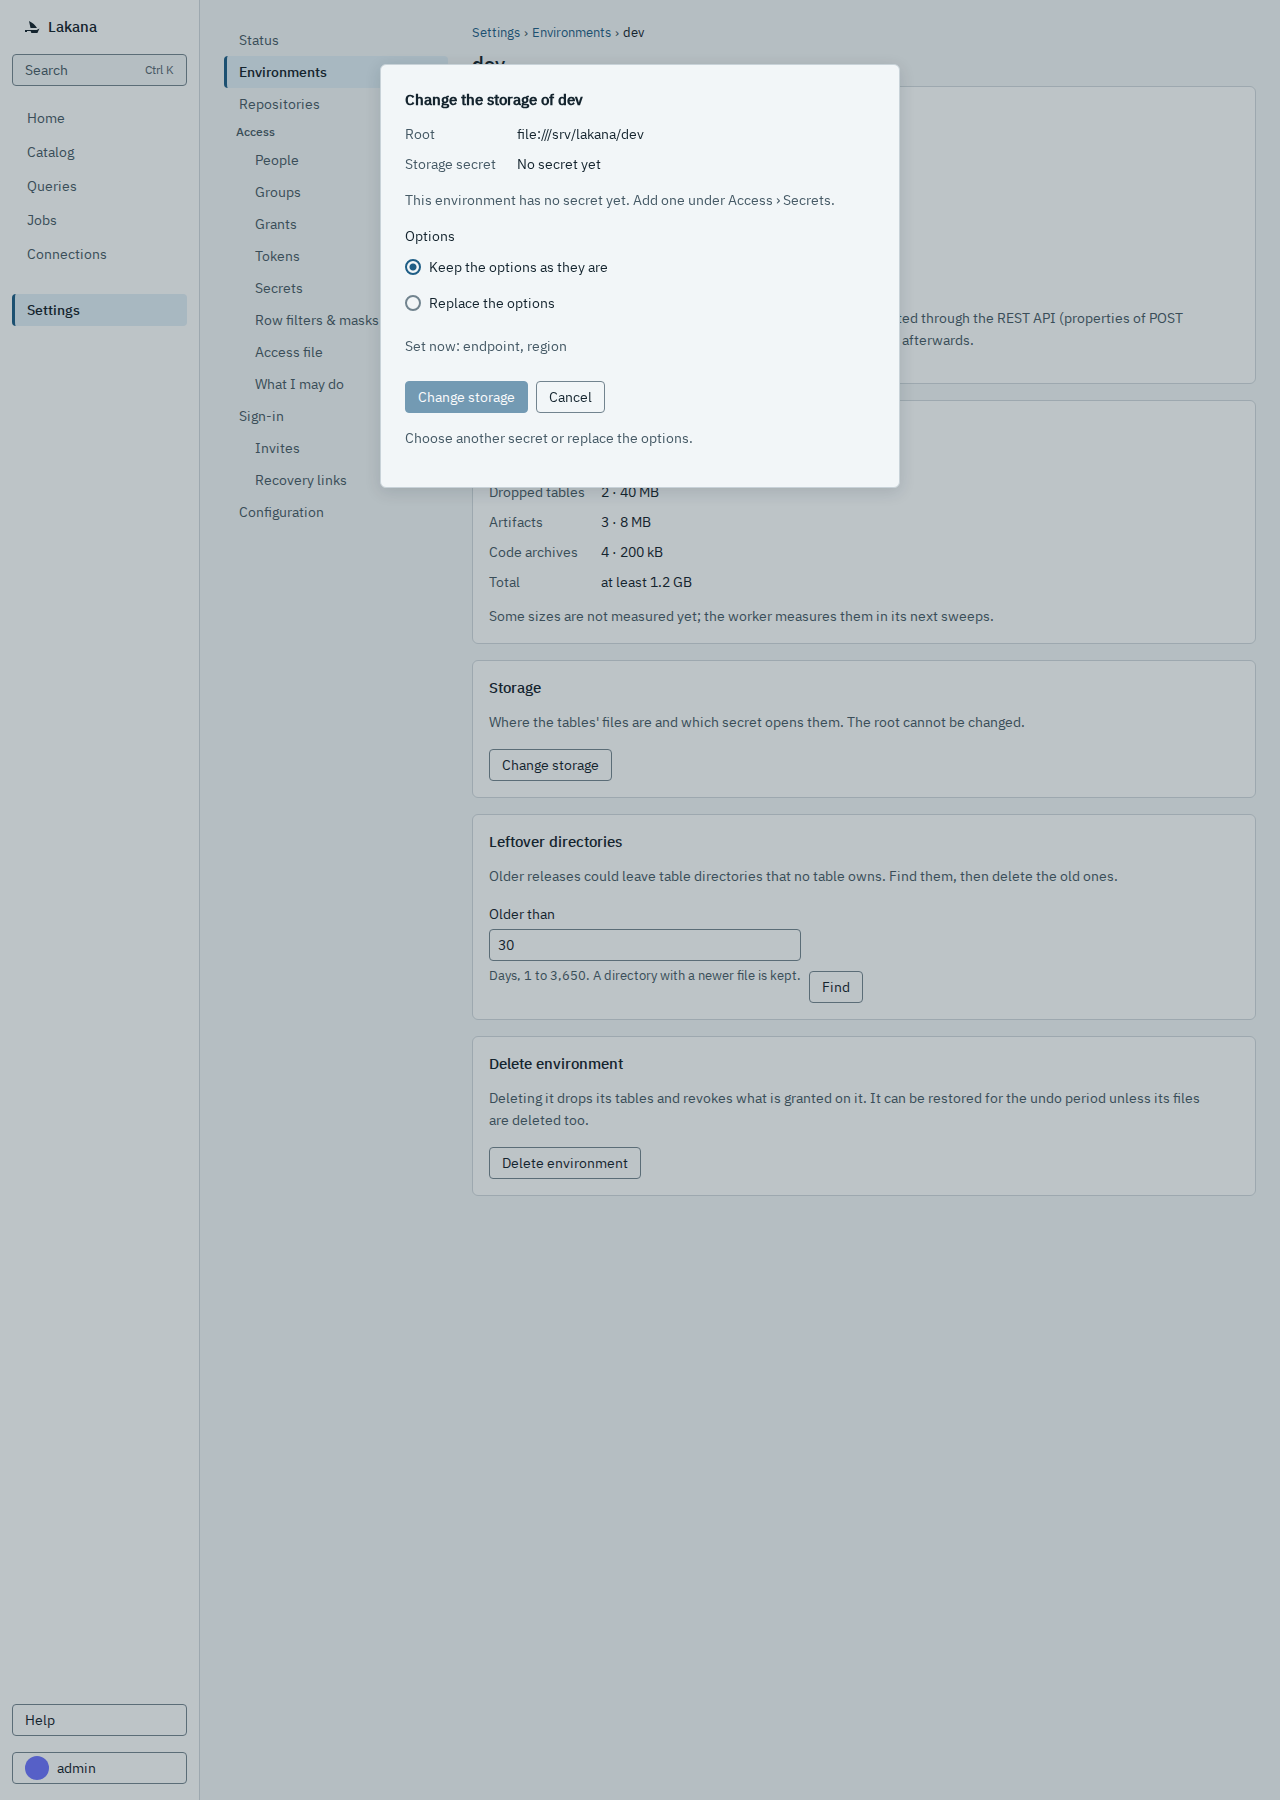 Lakana
Search Ctrl K
Home
Catalog
Queries
Jobs
Connections
Settings
Help
admin
Status
Environments
Repositories
Access
People
Groups
Grants
Tokens
Secrets
Row filters & masks
Access file
What I may do
Sign-in
Invites
Recovery links
Configuration
Settings › Environments › dev
dev
Change the storage of dev
Root file:///srv/lakana/dev
Storage secret No secret yet
This environment has no secret yet. Add one under Access › Secrets.
Options
Keep the options as they are
Replace the options
Set now: endpoint, region
Change storage Cancel
Choose another secret or replace the options.
through the REST API (properties of POST
afterwards.
Dropped tables 2 · 40 MB
Artifacts 3 · 8 MB
Code archives 4 · 200 kB
Total at least 1.2 GB
Some sizes are not measured yet; the worker measures them in its next sweeps.
Storage
Where the tables' files are and which secret opens them. The root cannot be changed.
Change storage
Leftover directories
Older releases could leave table directories that no table owns. Find them, then delete the old ones.
Older than
30
Days, 1 to 3,650. A directory with a newer file is kept.
Find
Delete environment
Deleting it drops its tables and revokes what is granted on it. It can be restored for the undo period unless its files
are deleted too.
Delete environment